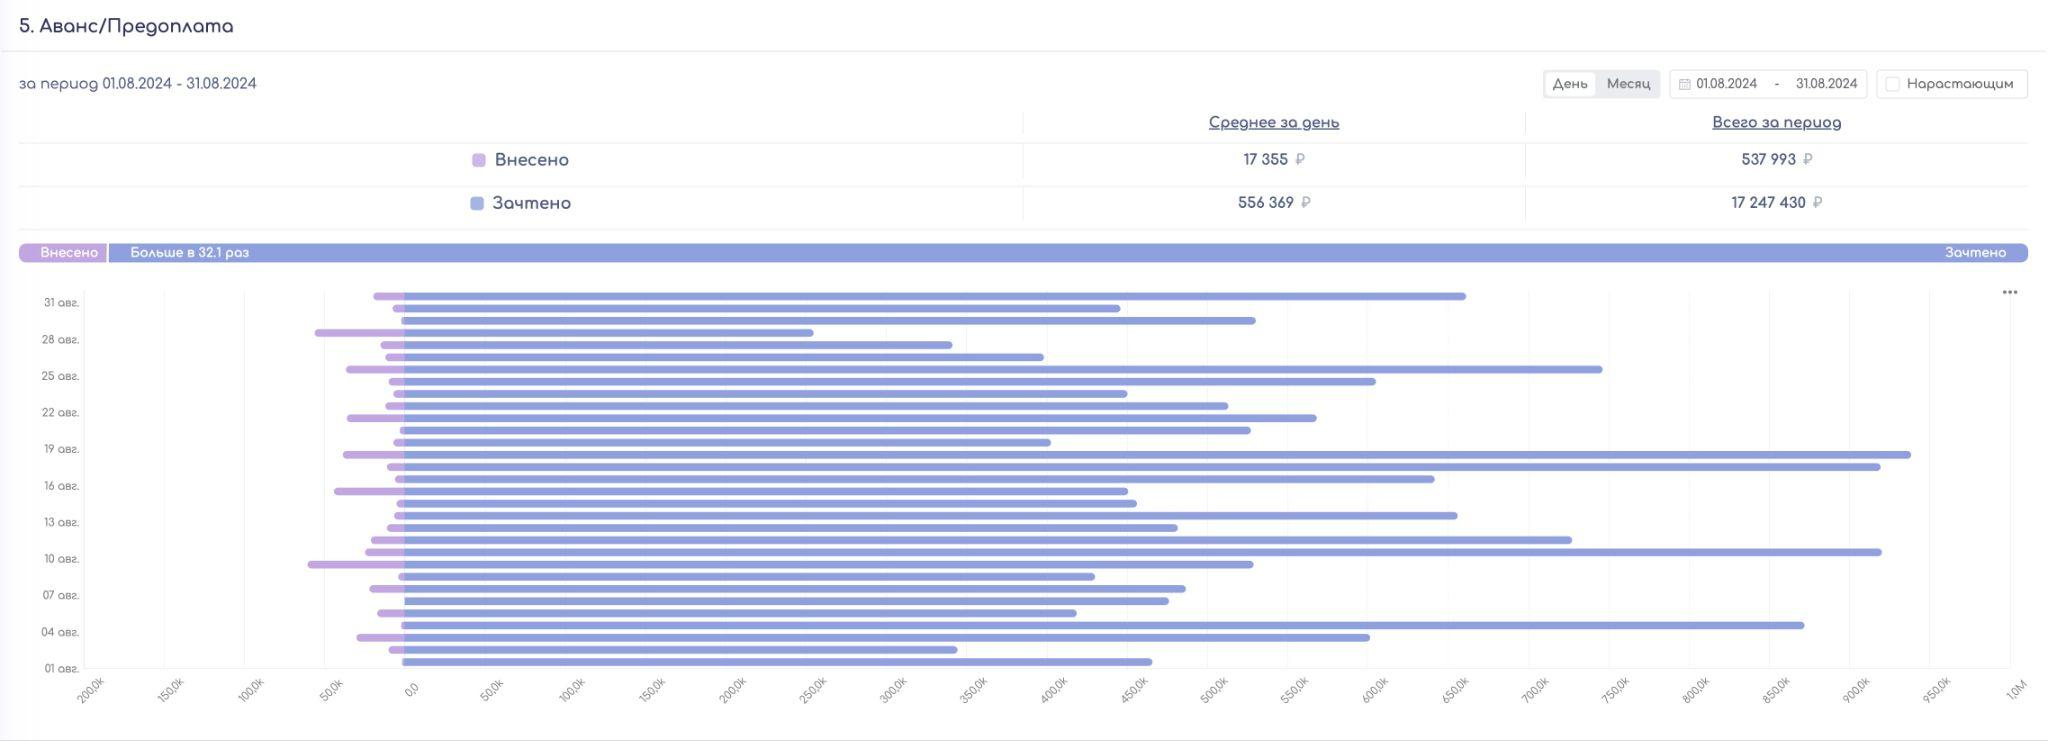 5. Аванс/Предоплата
за период 01.08.2024 - 31.08.2024
День Месяц 01.08.2024 - 31.08.2024 Нарастающим
Среднее за день Всего за период
Внесено 17 355 ₽ 537 993 ₽
Зачтено 556 369 ₽ 17 247 430 ₽
Внесено Больше в 32.1 раз Зачтено
31 авг.
28 авг.
25 авг.
22 авг.
19 авг.
16 авг.
13 авг.
10 авг.
07 авг.
04 авг.
01 авг.
200,0k 150,0k 100,0k 50,0k 0,0 50,0k 100,0k 150,0k 200,0k 250,0k 300,0k 350,0k 400,0k 450,0k 500,0k 550,0k 600,0k 650,0k 700,0k 750,0k 800,0k 850,0k 900,0k 950,0k 1,0M